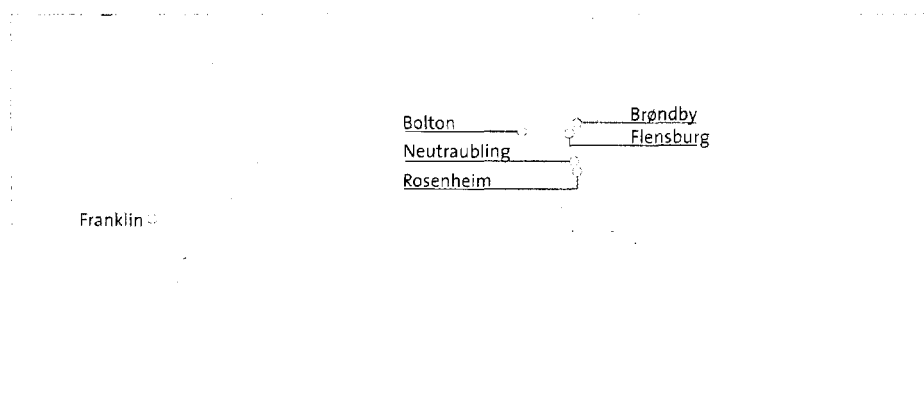 Brøndby
Bolton
Flensburg
Neutraubling
Rosenheim
Franklin